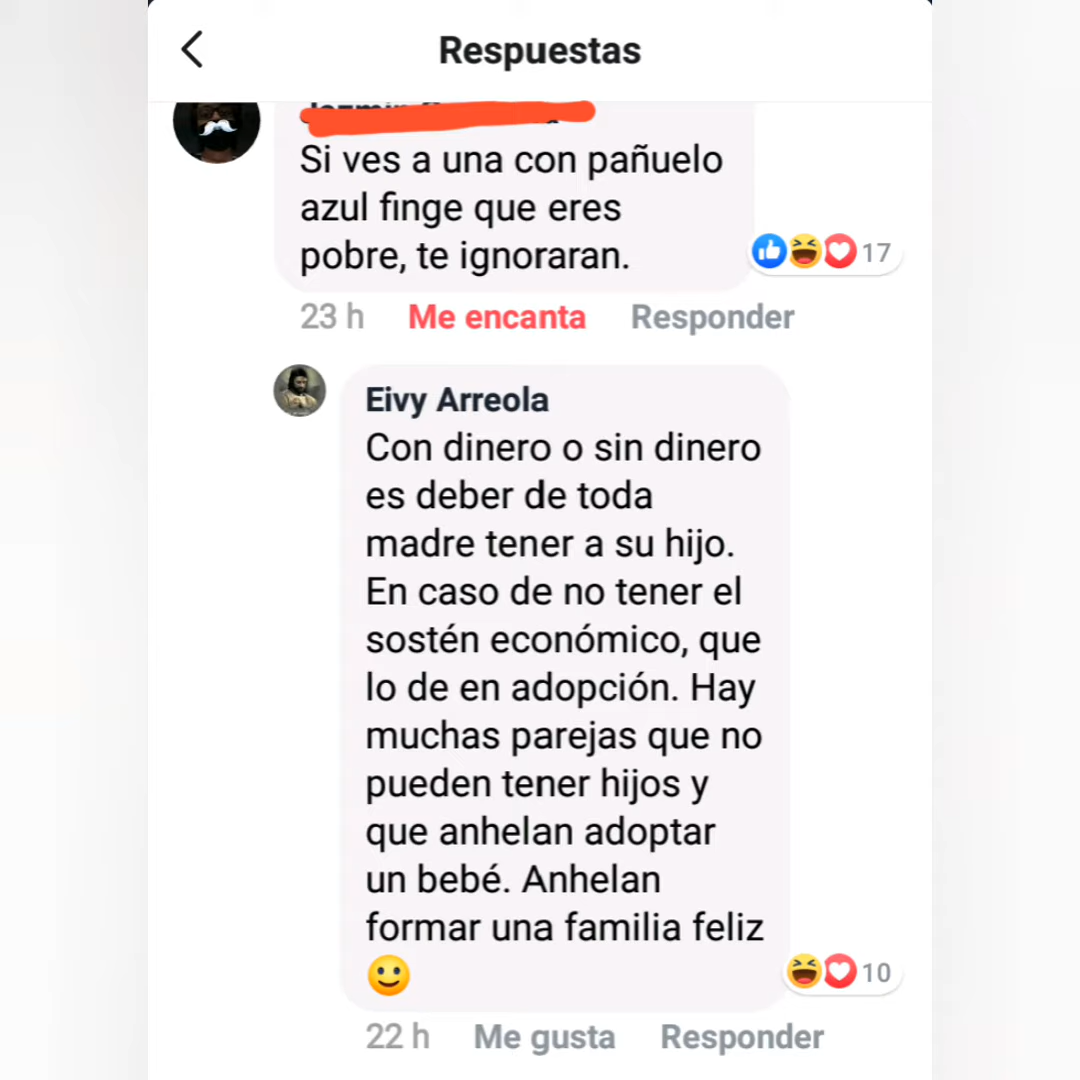 Respuestas
Si ves a una con pañuelo
azul finge que eres
pobre, te ignoraran.
17
23 h Me encanta Responder
Eivy Arreola
Con dinero o sin dinero
es deber de toda
madre tener a su hijo.
En caso de no tener el
sostén económico, que
lo de en adopción. Hay
muchas parejas que no
pueden tener hijos y
que anhelan adoptar
un bebé. Anhelan
formar una familia feliz
10
22 h Me gusta Responder